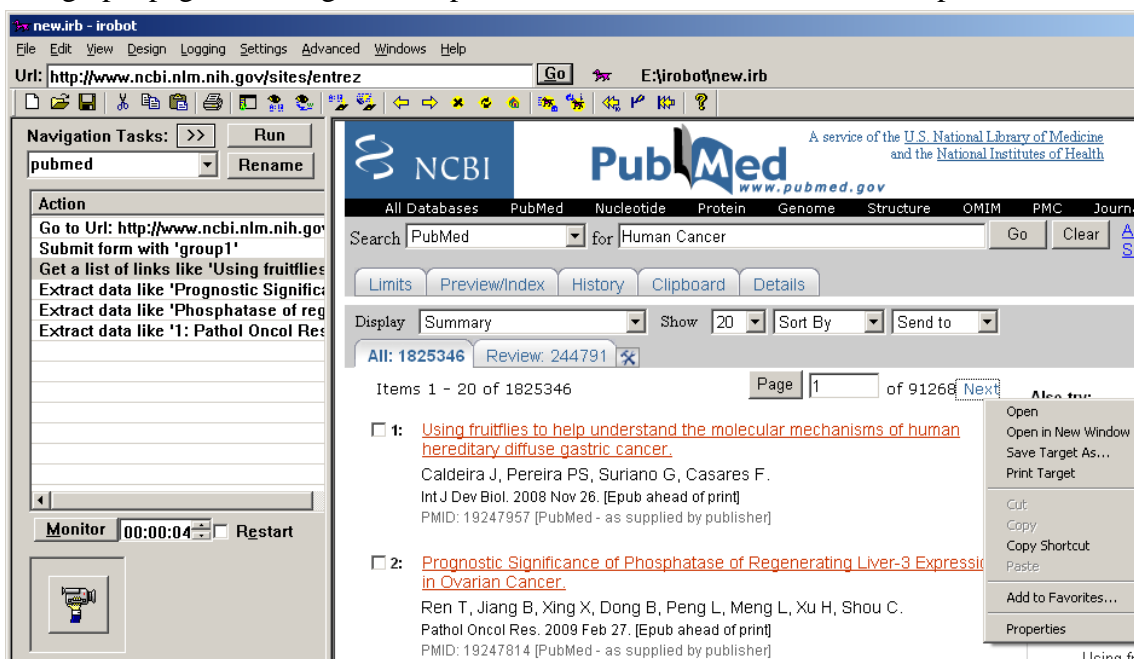 new.irb - irobot
File Edit View Design Logging Settings Advanced Windows Help
Url: http://www.ncbi.nlm.nih.gov/sites/entrez Go E:\irobot\new.irb
Navigation Tasks: >> Run
pubmed Rename
Action
Go to Url: http://www.ncbi.nlm.nih.gov
Submit form with 'group1'
Get a list of links like 'Using fruitflies
Extract data like 'Prognostic Significa
Extract data like 'Phosphatase of reg
Extract data like '1: Pathol Oncol Res
Monitor 00:00:04 Restart
NCBI
PubMed
www.pubmed.gov
A service of the U.S. National Library of Medicine
and the National Institutes of Health
All Databases PubMed Nucleotide Protein Genome Structure OMIM PMC Journa
Search PubMed for Human Cancer Go Clear A
S
Limits Preview/Index History Clipboard Details
Display Summary Show 20 Sort By Send to
All: 1825346 Review: 244791
Items 1 - 20 of 1825346 Page 1 of 91268 Next
Also try:
1: Using fruitflies to help understand the molecular mechanisms of human
hereditary diffuse gastric cancer.
Caldeira J, Pereira PS, Suriano G, Casares F.
Int J Dev Biol. 2008 Nov 26. [Epub ahead of print]
PMID: 19247957 [PubMed - as supplied by publisher]
2: Prognostic Significance of Phosphatase of Regenerating Liver-3 Expressio
in Ovarian Cancer.
Ren T, Jiang B, Xing X, Dong B, Peng L, Meng L, Xu H, Shou C.
Pathol Oncol Res. 2009 Feb 27. [Epub ahead of print]
PMID: 19247814 [PubMed - as supplied by publisher]
Open
Open in New Window
Save Target As...
Print Target
Cut
Copy
Copy Shortcut
Paste
Add to Favorites...
Properties
Using fr